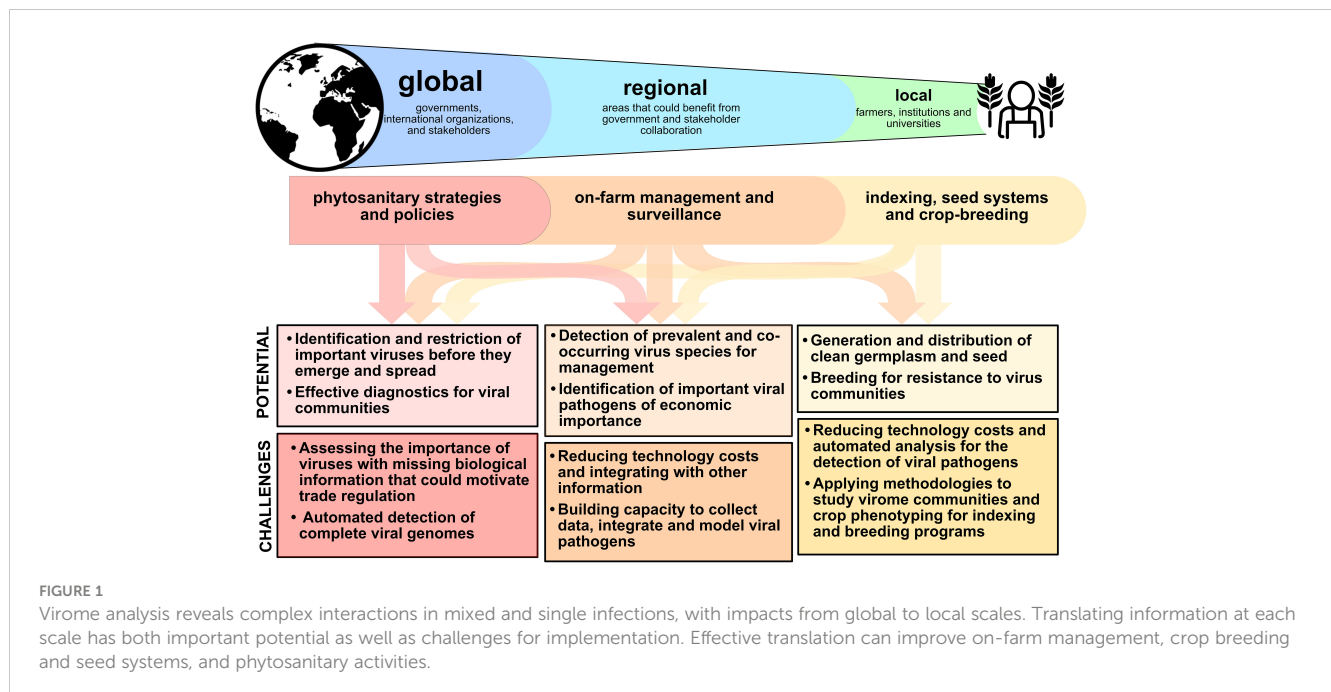 global
governments,
international organizations,
and stakeholders
regional
areas that could benefit from
government and stakeholder
collaboration
local
farmers, institutions and
universities
phytosanitary strategies
and policies
on-farm management and
surveillance
indexing, seed systems
and crop-breeding
POTENTIAL
• Identification and restriction of
important viruses before they
emerge and spread
• Effective diagnostics for viral
communities
• Detection of prevalent and co-
occurring virus species for
management
• Identification of important viral
pathogens of economic
importance
• Generation and distribution of
clean germplasm and seed
• Breeding for resistance to virus
communities
CHALLENGES
• Assessing the importance of
viruses with missing biological
information that could motivate
trade regulation
• Automated detection of
complete viral genomes
• Reducing technology costs
and integrating with other
information
• Building capacity to collect
data, integrate and model viral
pathogens
• Reducing technology costs and
automated analysis for the
detection of viral pathogens
• Applying methodologies to
study virome communities and
crop phenotyping for indexing
and breeding programs
FIGURE 1
Virome analysis reveals complex interactions in mixed and single infections, with impacts from global to local scales. Translating information at each
scale has both important potential as well as challenges for implementation. Effective translation can improve on-farm management, crop breeding
and seed systems, and phytosanitary activities.